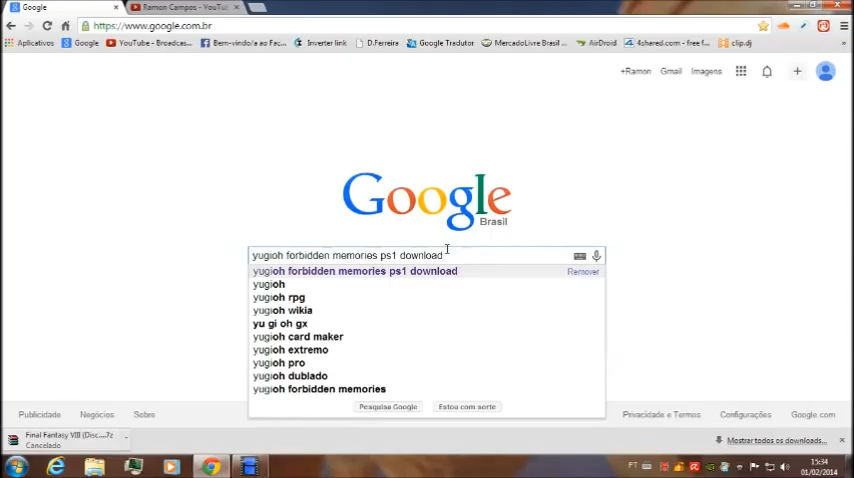 Google
Ramon Campos - YouTu
https://www.google.com.br
Aplicativos
Google
YouTube - Broadcas...
Bem-vindo/a ao Fac...
Inverter link
D.Ferreira
Google Tradutor
MercadoLivre Brasil ...
AirDroid
4shared.com - free f...
clip.dj
+Ramon
Gmail
Imagens
Google
Brasil
yugioh forbidden memories ps1 download
yugioh forbidden memories ps1 download
Remover
yugioh
yugioh rpg
yugioh wikia
yu gi oh gx
yugioh card maker
yugioh extremo
yugioh pro
yugioh dublado
yugioh forbidden memories
Pesquisa Google
Estou com sorte
Publicidade
Negócios
Sobre
Privacidade e Termos
Configurações
Google.com
Final Fantasy VIII (Disc....7z
Cancelado
Mostrar todos os downloads...
PT
15:34
01/02/2014